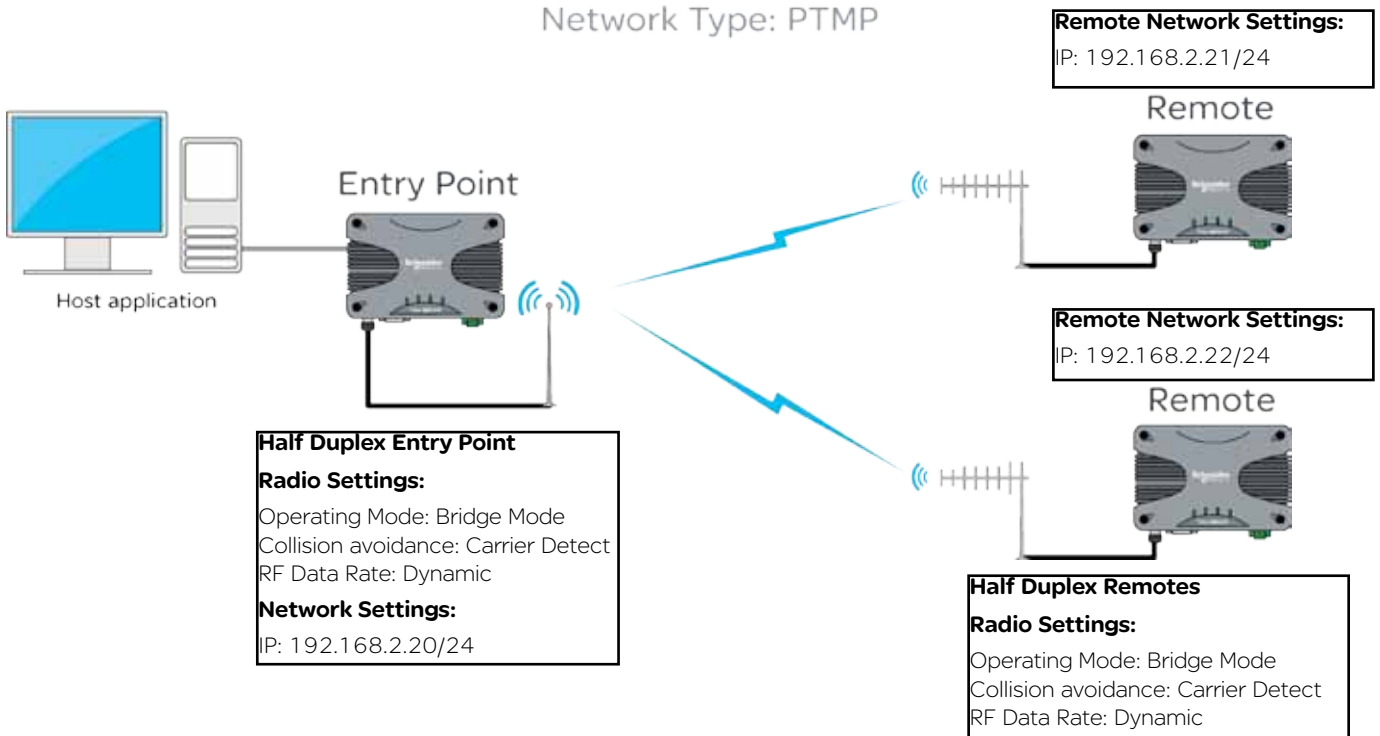 Network Type: PTMP
Remote Network Settings:
IP: 192.168.2.21/24
Remote
Entry Point
Host application
Remote Network Settings:
IP: 192.168.2.22/24
Remote
Half Duplex Entry Point
Radio Settings:
Operating Mode: Bridge Mode
Collision avoidance: Carrier Detect
RF Data Rate: Dynamic
Network Settings:
IP: 192.168.2.20/24
Half Duplex Remotes
Radio Settings:
Operating Mode: Bridge Mode
Collision avoidance: Carrier Detect
RF Data Rate: Dynamic